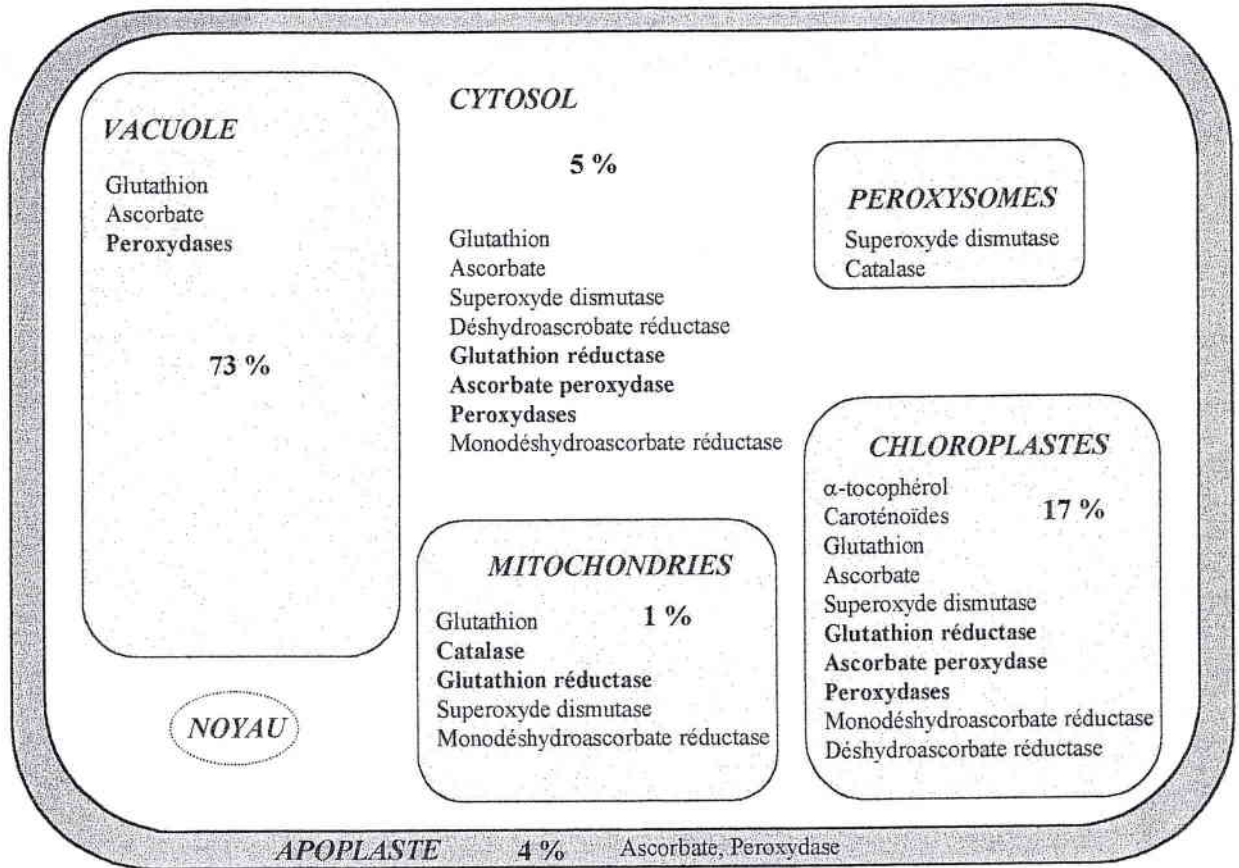 VACUOLE
Glutathion
Ascorbate
Peroxydases
73 %
CYTOSOL
5 %
Glutathion
Ascorbate
Superoxyde dismutase
Déshydroascrobate réductase
Glutathion réductase
Ascorbate peroxydase
Peroxydases
Monodéshydroascorbate réductase
PEROXYSOMES
Superoxyde dismutase
Catalase
CHLOROPLASTES
α-tocophérol
Caroténoïdes 17 %
Glutathion
Ascorbate
Superoxyde dismutase
Glutathion réductase
Ascorbate peroxydase
Peroxydases
Monodéshydroascorbate réductase
Déshydroascorbate réductase
MITOCHONDRIES
Glutathion 1 %
Catalase
Glutathion réductase
Superoxyde dismutase
Monodéshydroascorbate réductase
NOYAU
APOPLASTE 4 % Ascorbate, Peroxydase